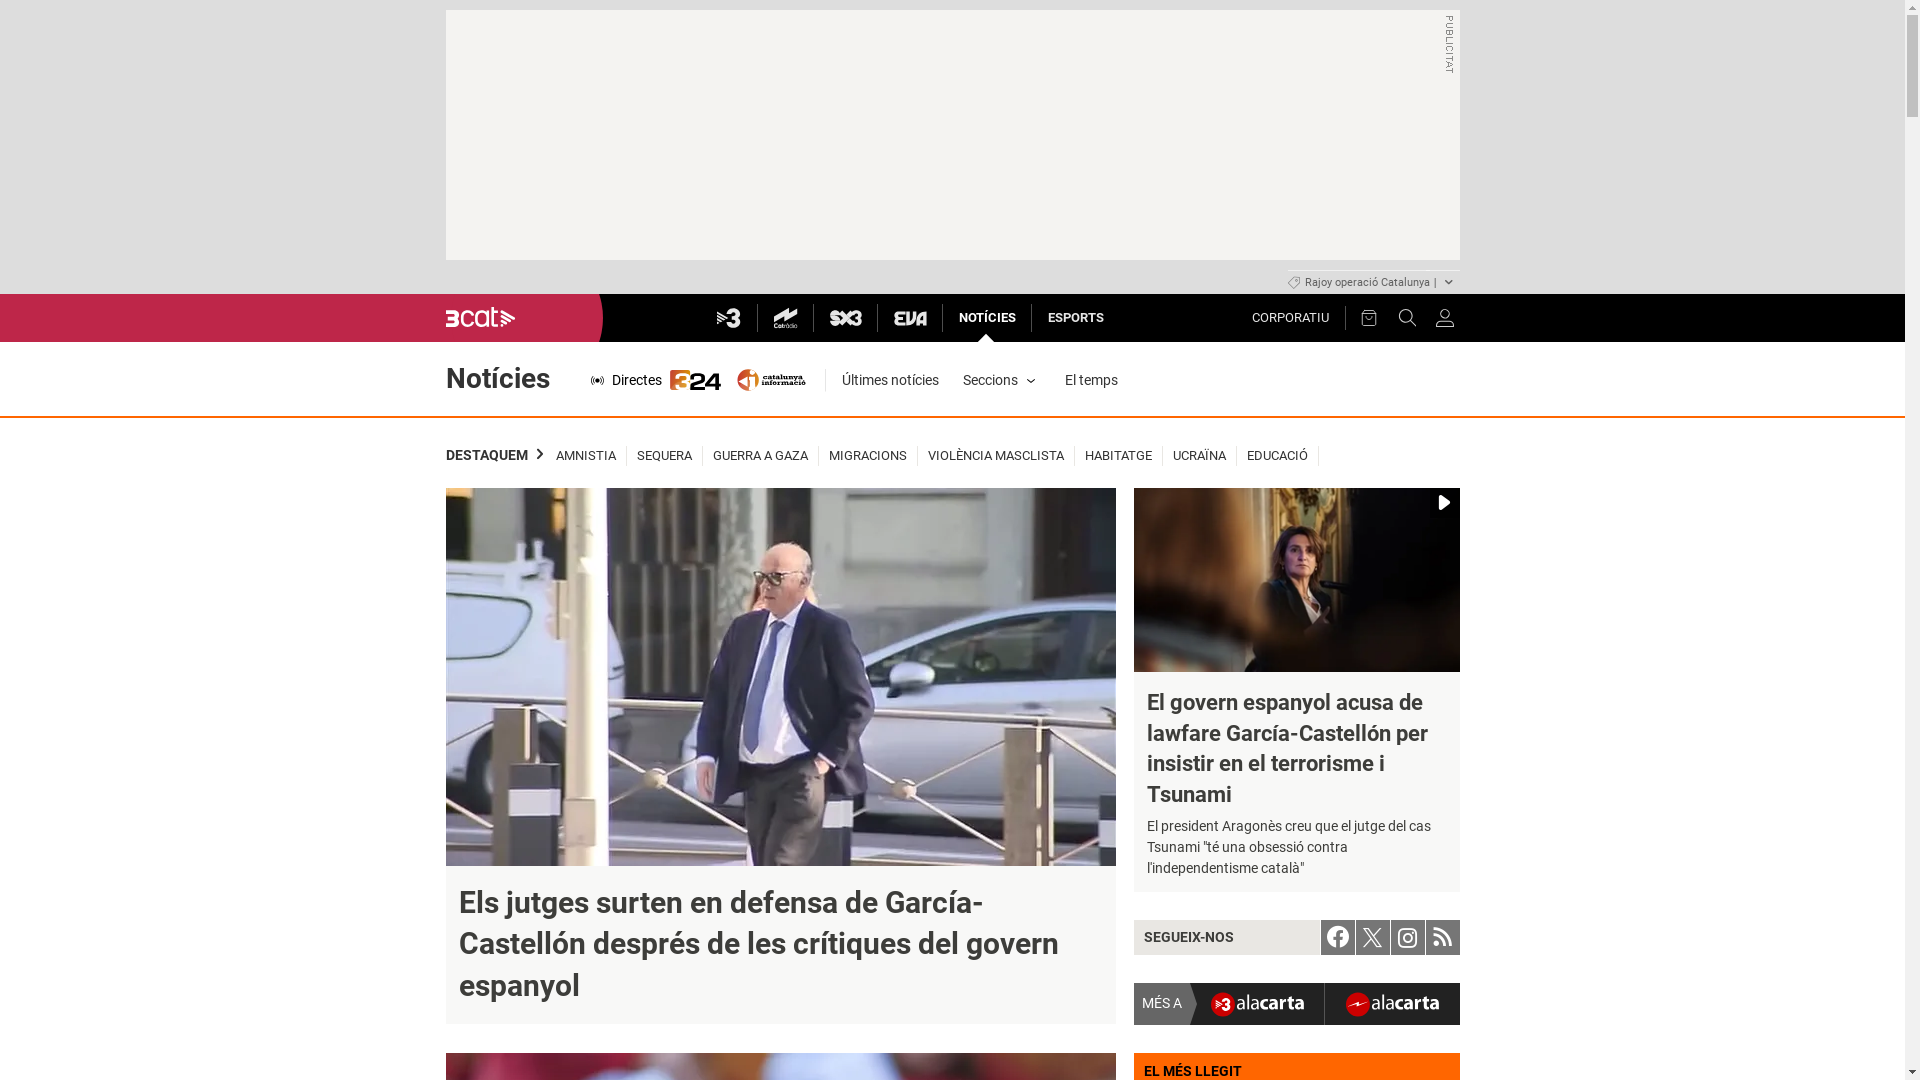 PUBLICITAT
Rajoy operació Catalunya |
3cat
3
Catràdio
SX3
EVA
NOTÍCIES
ESPORTS
CORPORATIU
Notícies
Directes
324
catalunya
informació
Últimes notícies
Seccions
El temps
DESTAQUEM
AMNISTIA
SEQUERA
GUERRA A GAZA
MIGRACIONS
VIOLÈNCIA MASCLISTA
HABITATGE
UCRAÏNA
EDUCACIÓ
Els jutges surten en defensa de García-
Castellón després de les crítiques del govern
espanyol
El govern espanyol acusa de
lawfare García-Castellón per
insistir en el terrorisme i
Tsunami
El president Aragonès creu que el jutge del cas
Tsunami "té una obsessió contra
l'independentisme català"
SEGUEIX-NOS
MÉS A
3 alacarta
alacarta
EL MÉS LLEGIT